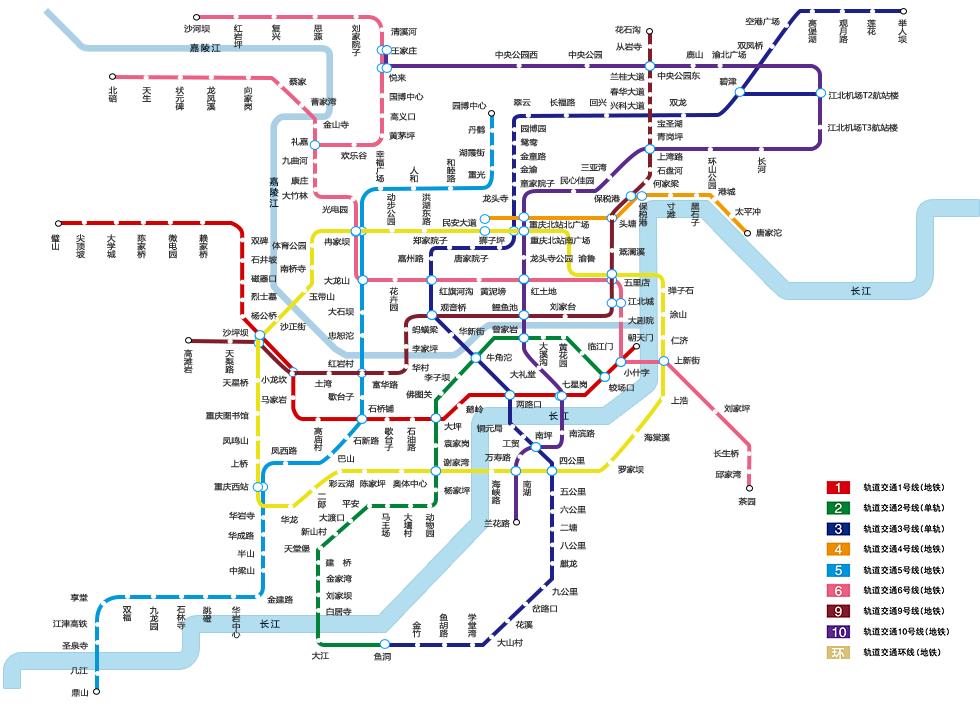 沙河坝
红岩坪
复兴
思源
刘家院子
清溪河
王家庄
嘉陵江
悦来
国博中心
高义口
黄茅坪
欢乐谷
北碚
天生
状元碑
龙凤溪
向家岗
蔡家
曹家湾
金山寺
礼嘉
九曲河
康庄
大竹林
光电园
嘉陵江
花石沟
从岩寺
中央公园西
中央公园
中央公园东
鹿山
渝北广场
双凤桥
空港广场
高堡湖
观月路
莲花
举人坝
碧津
江北机场T2航站楼
江北机场T3航站楼
兰桂大道
春华大道
兴科大道
双龙
回兴
长福路
翠云
园博中心
丹鹤
湖霞街
重光
和睦路
人和
幸福广场
园博园
鸳鸯
金童路
金渝
童家院子
民心佳园
三亚湾
宝圣湖
青岗坪
上湾路
石盘河
何家梁
环山公园
长河
保税港
保税港
寸滩
黑石子
港城
太平冲
唐家沱
头塘
龙头寺
民安大道
重庆北站北广场
重庆北站南广场
动步公园
洪湖东路
冉家坝
郑家院子
狮子坪
嘉州路
唐家院子
龙头寺公园
渝鲁
溉澜溪
五里店
弹子石
涂山
仁济
上新街
上浩
海棠溪
罗家坝
江北城
大剧院
长江
璧山
尖顶坡
大学城
陈家桥
微电园
赖家桥
双碑
石井坡
磁器口
烈士墓
杨公桥
沙坪坝
体育公园
南桥寺
玉带山
沙正街
大龙山
花卉园
红旗河沟
黄泥塝
红土地
大石坝
忠恕沱
红岩村
观音桥
鲤鱼池
刘家台
蚂蟥梁
李家坪
华村
富华路
华新街
曾家岩
牛角沱
大溪沟
黄花园
临江门
朝天门
小什字
较场口
大礼堂
七星岗
李子坝
佛图关
高滩岩
天梨路
天星桥
小龙坎
马家岩
土湾
歇台子
石桥铺
高庙村
石新路
歇台子
石油路
大坪
鹅岭
两路口
长江
铜元局
工贸
南坪
南滨路
万寿路
四公里
海峡路
南湖
兰花路
重庆图书馆
凤鸣山
上桥
重庆西站
凤西路
巴山
袁家岗
谢家湾
杨家坪
彩云湖
陈家坪
奥体中心
二郎
华龙
平安
大渡口
新山村
天堂堡
马王场
大堰村
动物园
华岩寺
华成路
半山
中梁山
金建路
享堂
江津高铁
圣泉寺
几江
鼎山
双福
九龙园
石林寺
跳磴
华岩中心
长江
建桥
金家湾
刘家坝
白居寺
大江
鱼洞
金竹
鱼胡路
学堂湾
大山村
花溪
岔路口
九公里
麒龙
八公里
二塘
六公里
五公里
刘家坪
长生桥
邱家湾
茶园
1 轨道交通1号线(地铁)
2 轨道交通2号线(单轨)
3 轨道交通3号线(单轨)
4 轨道交通4号线(地铁)
5 轨道交通5号线(地铁)
6 轨道交通6号线(地铁)
9 轨道交通9号线(地铁)
10 轨道交通10号线(地铁)
环 轨道交通环线(地铁)